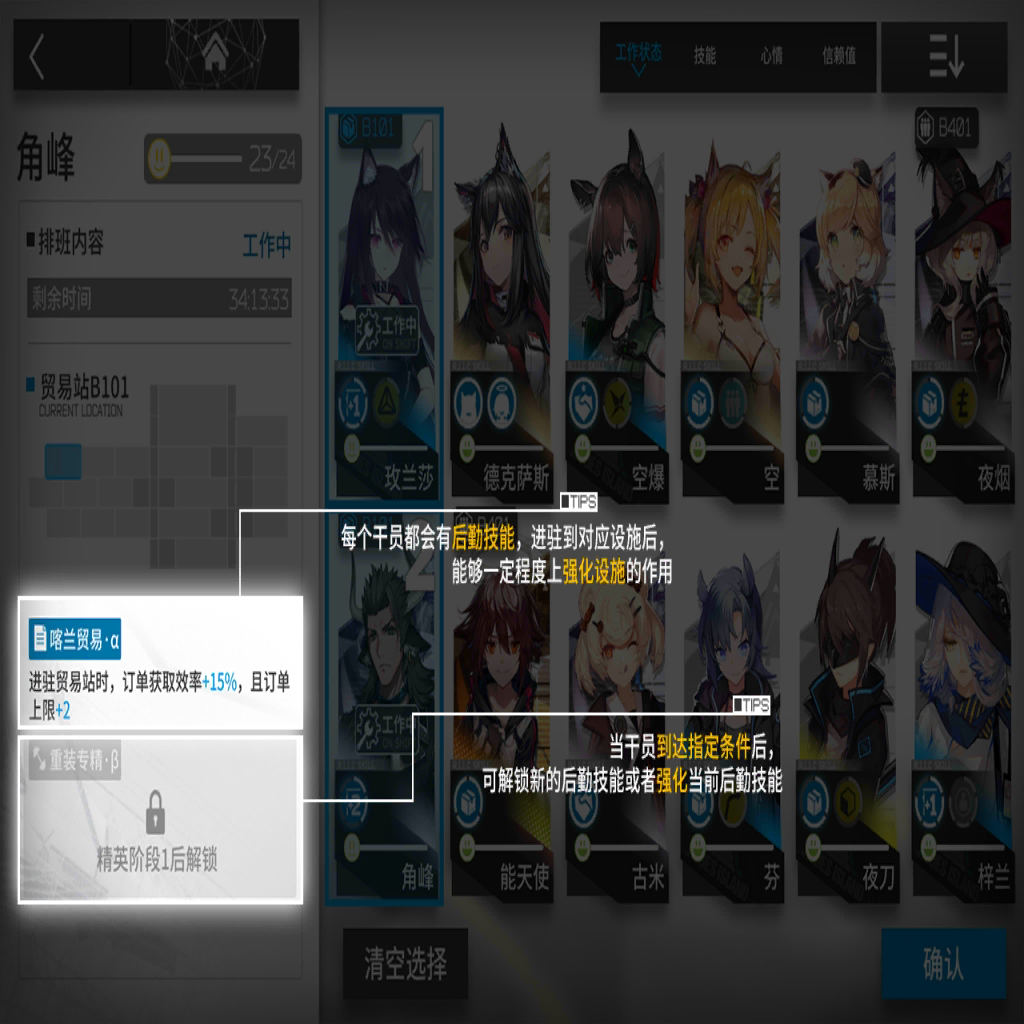 工作状态 技能 心情 信赖值
角峰
23/24
排班内容 工作中
剩余时间 34:13:33
贸易站B101
CURRENT LOCATION
喀兰贸易·α
进驻贸易站时，订单获取效率+15%，且订单
上限+2
重装专精·β
精英阶段1后解锁
B101
1
B401
工作中
ON SHIFT
玫兰莎
德克萨斯
空爆
空
慕斯
夜烟
TIPS
每个干员都会有后勤技能，进驻到对应设施后，
能够一定程度上强化设施的作用
2
工作中
TIPS
当干员到达指定条件后，
可解锁新的后勤技能或者强化当前后勤技能
角峰
能天使
古米
芬
夜刀
梓兰
清空选择
确认